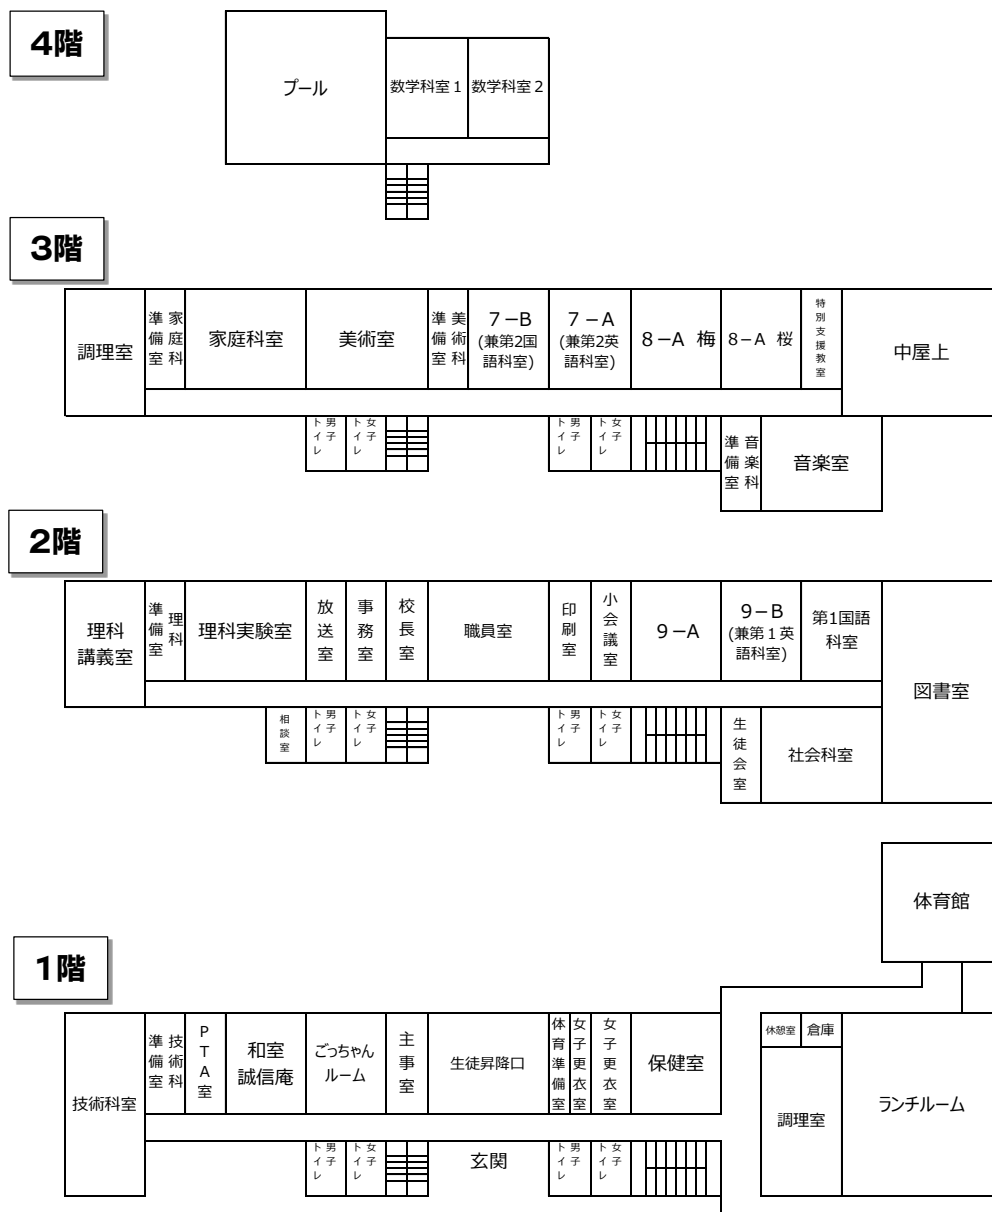 4階
プール
数学科室1
数学科室2
3階
調理室
家庭科
準備室
家庭科室
美術室
美術科
準備室
7-B
(兼第2国
語科室)
7-A
(兼第2英
語科室)
8-A 梅
8-A 桜
特別支援教室
中屋上
男子
トイレ
女子
トイレ
男子
トイレ
女子
トイレ
音楽科
準備室
音楽室
2階
理科
講義室
理科
準備室
理科実験室
放送室
事務室
校長室
職員室
印刷室
小会議室
9-A
9-B
(兼第1英
語科室)
第1国語
科室
図書室
相談室
男子
トイレ
女子
トイレ
男子
トイレ
女子
トイレ
生徒会室
社会科室
体育館
1階
技術科室
技術科
準備室
PTA室
和室
誠信庵
ごっちゃん
ルーム
主事室
生徒昇降口
体育準備室
女子更衣室
女子更衣室
保健室
休憩室
倉庫
調理室
ランチルーム
男子
トイレ
女子
トイレ
玄関
男子
トイレ
女子
トイレ